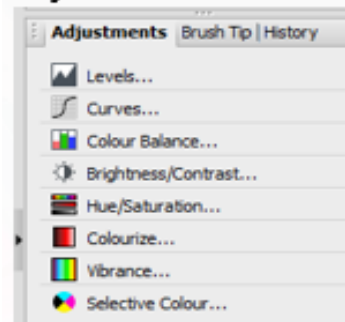 Adjustments Brush Tip | History
Levels...
Curves...
Colour Balance...
Brightness/Contrast...
Hue/Saturation...
Colourize...
Vibrance...
Selective Colour...